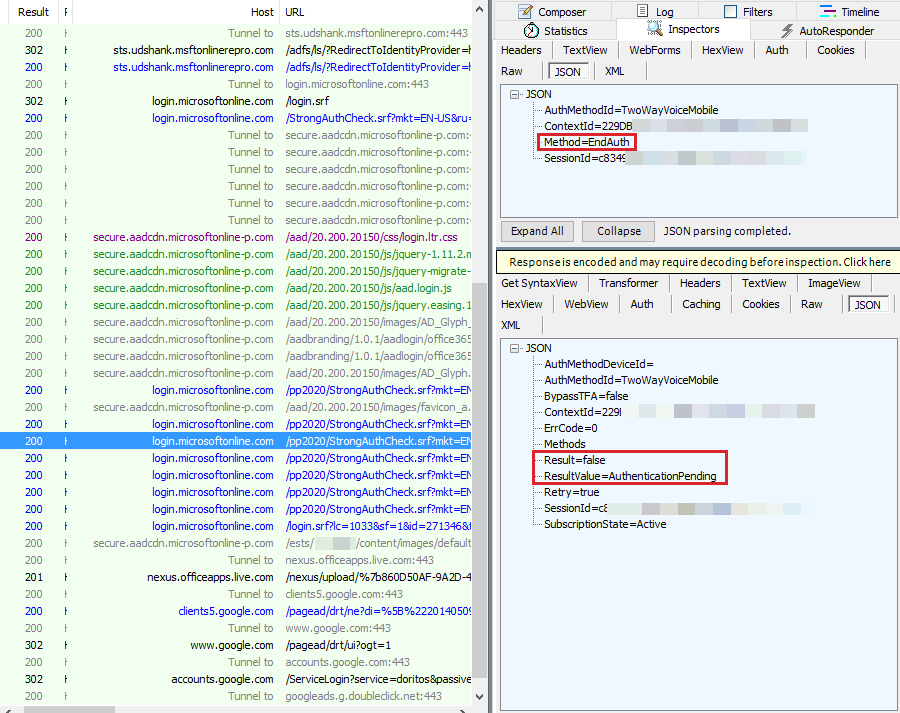 Result Host URL
200 Tunnel to sts.udshank.msftonlinerepro.com:443
302 sts.udshank.msftonlinerepro.com /adfs/ls/?RedirectToIdentityProvider=
200 sts.udshank.msftonlinerepro.com /adfs/ls/?RedirectToIdentityProvider=
200 Tunnel to login.microsoftonline.com:443
302 login.microsoftonline.com /login.srf
200 login.microsoftonline.com /StrongAuthCheck.srf?mkt=EN-US&ru=
200 Tunnel to secure.aadcdn.microsoftonline-p.com:
200 Tunnel to secure.aadcdn.microsoftonline-p.com:
200 Tunnel to secure.aadcdn.microsoftonline-p.com:
200 Tunnel to secure.aadcdn.microsoftonline-p.com:
200 Tunnel to secure.aadcdn.microsoftonline-p.com:
200 Tunnel to secure.aadcdn.microsoftonline-p.com:
200 secure.aadcdn.microsoftonline-p.com /aad/20.200.20150/css/login.ltr.css
200 secure.aadcdn.microsoftonline-p.com /aad/20.200.20150/js/jquery-1.11.2.m
200 secure.aadcdn.microsoftonline-p.com /aad/20.200.20150/js/jquery-migrate-
200 secure.aadcdn.microsoftonline-p.com /aad/20.200.20150/js/aad.login.js
200 secure.aadcdn.microsoftonline-p.com /aad/20.200.20150/js/jquery.easing.1
200 secure.aadcdn.microsoftonline-p.com /aad/20.200.20150/images/AD_Glyph_
200 secure.aadcdn.microsoftonline-p.com /aadbranding/1.0.1/aadlogin/office365
200 secure.aadcdn.microsoftonline-p.com /aadbranding/1.0.1/aadlogin/office365
200 secure.aadcdn.microsoftonline-p.com /aad/20.200.20150/images/AD_Glyph.
200 login.microsoftonline.com /pp2020/StrongAuthCheck.srf?mkt=EN
200 secure.aadcdn.microsoftonline-p.com /aad/20.200.20150/images/favicon_a.
200 login.microsoftonline.com /pp2020/StrongAuthCheck.srf?mkt=EN
200 login.microsoftonline.com /pp2020/StrongAuthCheck.srf?mkt=EN
200 login.microsoftonline.com /pp2020/StrongAuthCheck.srf?mkt=EN
200 login.microsoftonline.com /pp2020/StrongAuthCheck.srf?mkt=EN
200 login.microsoftonline.com /pp2020/StrongAuthCheck.srf?mkt=EN
200 login.microsoftonline.com /pp2020/StrongAuthCheck.srf?mkt=EN
200 login.microsoftonline.com /login.srf?lc=1033&sf=1&id=271346&
200 secure.aadcdn.microsoftonline-p.com /ests/ /content/images/default
200 Tunnel to nexus.officeapps.live.com:443
201 nexus.officeapps.live.com /nexus/upload/%7b860D50AF-9A2D-4
200 Tunnel to clients5.google.com:443
200 clients5.google.com /pagead/drt/ne?di=%5B%2220140509
200 Tunnel to www.google.com:443
302 www.google.com /pagead/drt/ui?ogt=1
200 Tunnel to accounts.google.com:443
302 accounts.google.com /ServiceLogin?service=doritos&passive
200 Tunnel to googleads.g.doubleclick.net:443
Composer Log Filters Timeline
Statistics Inspectors AutoResponder
Headers TextView WebForms HexView Auth Cookies
Raw JSON XML
JSON
AuthMethodId=TwoWayVoiceMobile
ContextId=229DB
Method=EndAuth
SessionId=c8349
Expand All Collapse JSON parsing completed.
Response is encoded and may require decoding before inspection. Click here
Get SyntaxView Transformer Headers TextView ImageView
HexView WebView Auth Caching Cookies Raw JSON
XML
JSON
AuthMethodDeviceId=
AuthMethodId=TwoWayVoiceMobile
BypassTFA=false
ContextId=229
ErrCode=0
Methods
Result=false
ResultValue=AuthenticationPending
Retry=true
SessionId=c8
SubscriptionState=Active